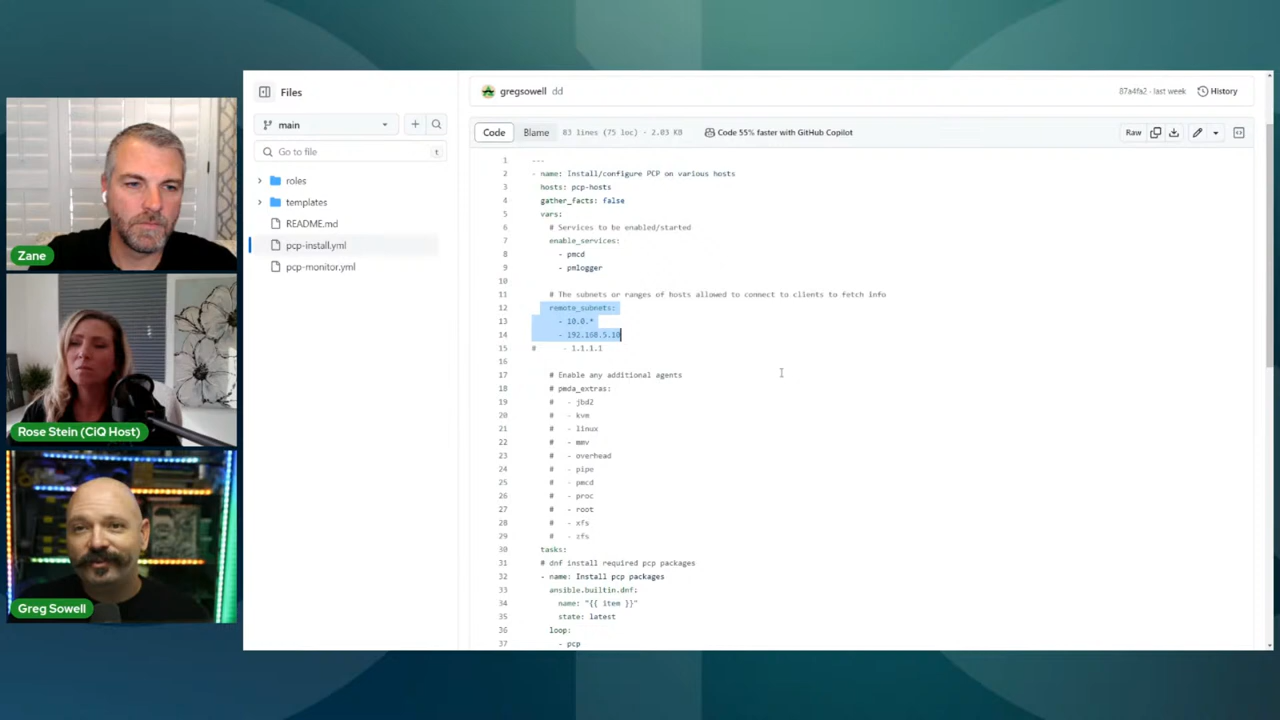 Files
main
Go to file
t
roles
templates
README.md
pcp-install.yml
pcp-monitor.yml
gregsowell dd
87a4fa2 · last week
History
Code
Blame
83 lines (75 loc) · 2.03 KB
Code 55% faster with GitHub Copilot
Raw
1 ---
2 - name: Install/configure PCP on various hosts
3 hosts: pcp-hosts
4 gather_facts: false
5 vars:
6 # Services to be enabled/started
7 enable_services:
8 - pmcd
9 - pmlogger
10
11 # The subnets or ranges of hosts allowed to connect to clients to fetch info
12 remote_subnets:
13 - 10.0.*
14 - 192.168.5.10
15 # - 1.1.1.1
16
17 # Enable any additional agents
18 # pmda_extras:
19 # - jbd2
20 # - kvm
21 # - linux
22 # - mmv
23 # - overhead
24 # - pipe
25 # - pmcd
26 # - proc
27 # - root
28 # - xfs
29 # - zfs
30 tasks:
31 # dnf install required pcp packages
32 - name: Install pcp packages
33 ansible.builtin.dnf:
34 name: "{{ item }}"
35 state: latest
36 loop:
37 - pcp
Zane
Rose Stein (CiQ Host)
Greg Sowell